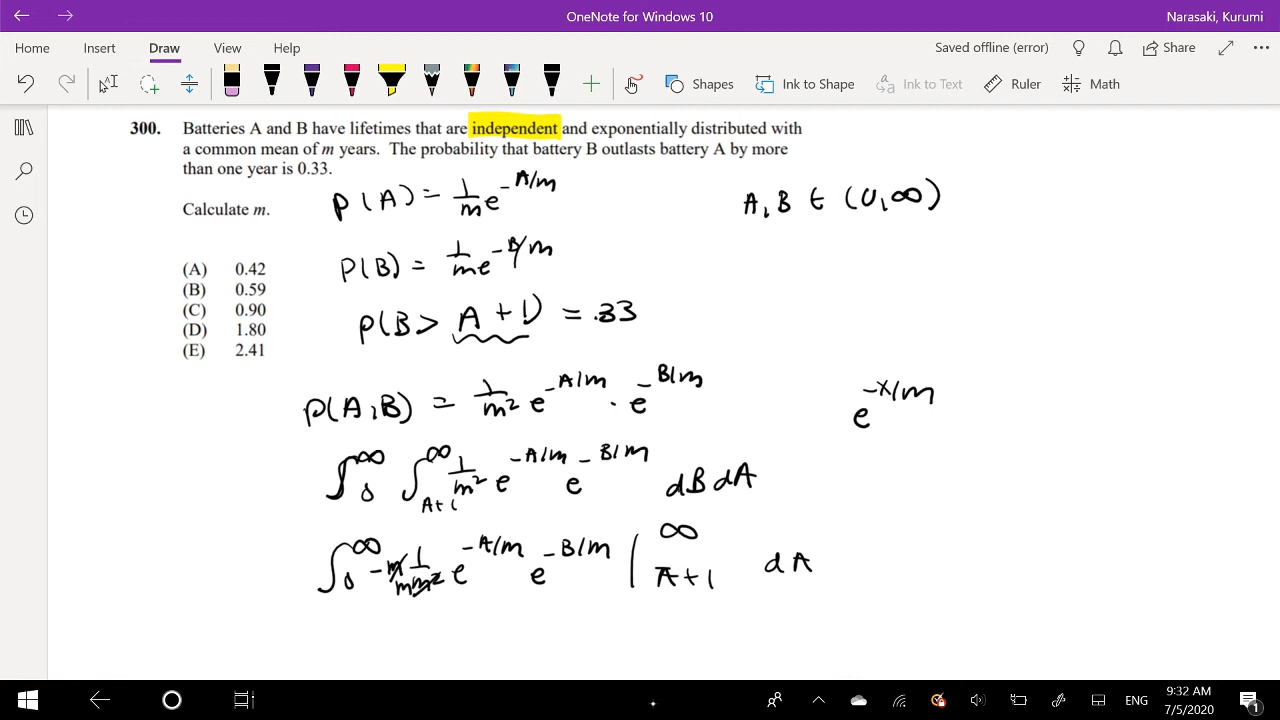 OneNote for Windows 10
Narasaki, Kurumi
Home Insert Draw View Help
Saved offline (error) Share
Shapes Ink to Shape Ink to Text Ruler Math
300. Batteries A and B have lifetimes that are independent and exponentially distributed with
a common mean of m years. The probability that battery B outlasts battery A by more
than one year is 0.33.
P(A) = 1/m e^-A/m
A,B ∈ (0,∞)
Calculate m.
P(B) = 1/m e^-B/m
(A) 0.42
(B) 0.59
(C) 0.90
(D) 1.80
(E) 2.41
P(B > A+1) = .33
P(A,B) = 1/m² e^-A/m · e^-B/m
e^-x/m
∫0^∞ ∫A+1^∞ 1/m² e^-A/m e^-B/m dB dA
∫0^∞ -m 1/m e^-A/m e^-B/m | ∞ A+1 dA
ENG
9:32 AM
7/5/2020
1